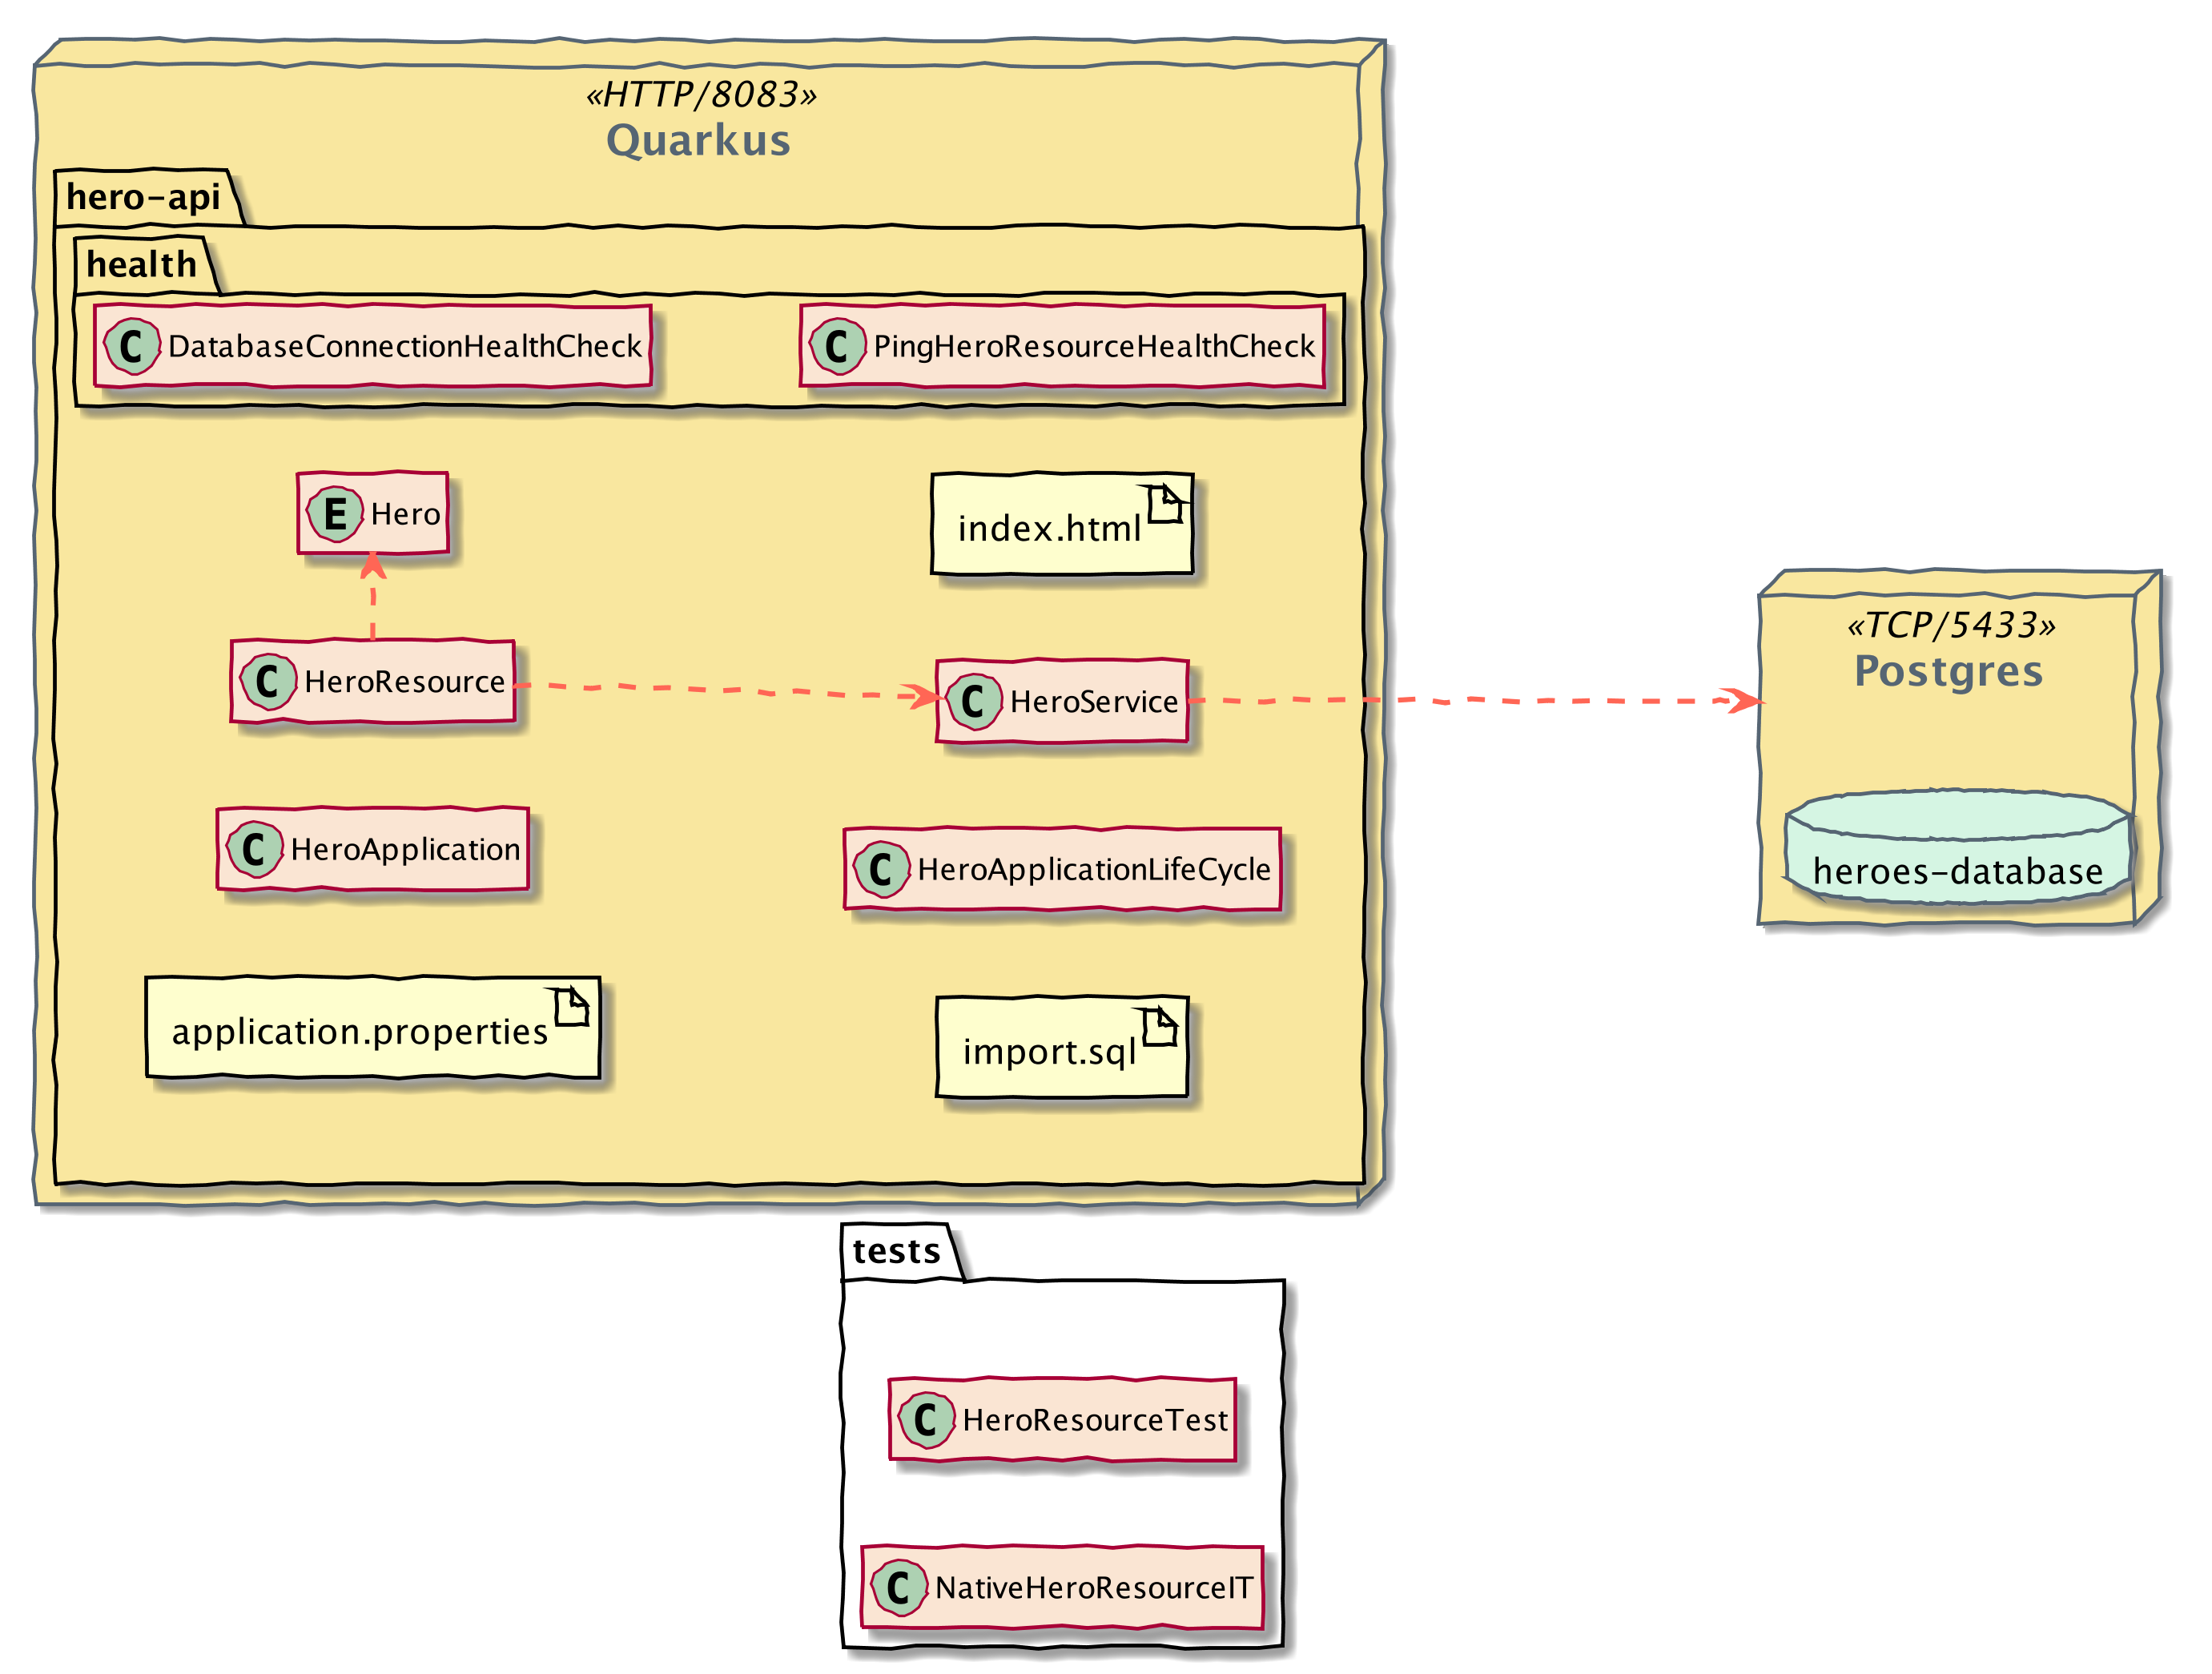 «HTTP/8083»
Quarkus
hero-api
health
C DatabaseConnectionHealthCheck
C PingHeroResourceHealthCheck
E Hero
index.html
C HeroResource
C HeroService
C HeroApplication
C HeroApplicationLifeCycle
application.properties
import.sql
«TCP/5433»
Postgres
heroes-database
tests
C HeroResourceTest
C NativeHeroResourceIT